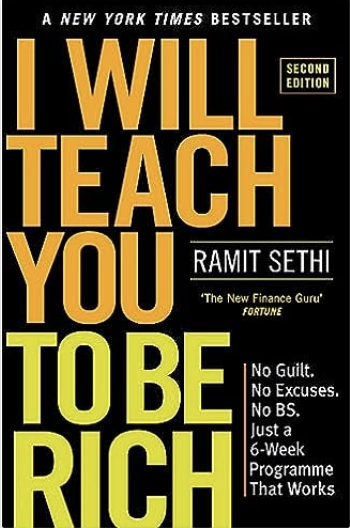 A NEW YORK TIMES BESTSELLER
I WILL
SECOND
EDITION
TEACH
YOU
RAMIT SETHI
'The New Finance Guru'
FORTUNE
TO BE
RICH
No Guilt.
No Excuses.
No BS.
Just a
6-Week
Programme
That Works